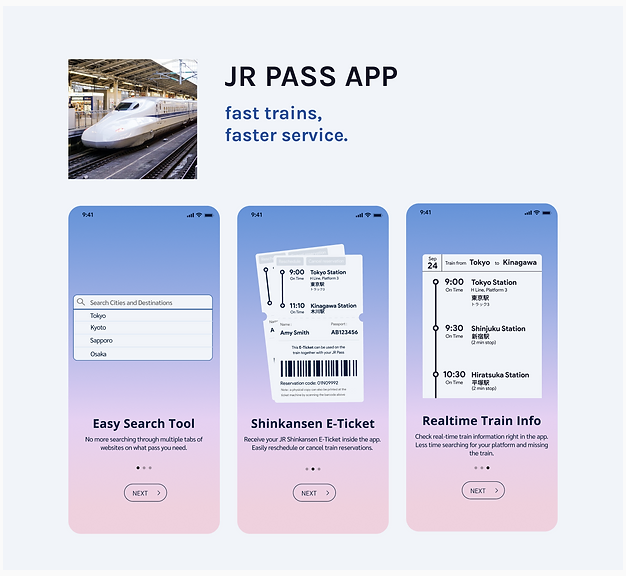 JR PASS APP
fast trains,
faster service.
9:41
Search Cities and Destinations
Tokyo
Kyoto
Sapporo
Osaka
Easy Search Tool
No more searching through multiple tabs of
websites on what pass you need.
NEXT
9:41
9:00 Tokyo Station
On Time H Line, Platform 3
東京駅
トラック3
11:10 Kinagawa Station
On Time 木川駅
Name: Passport:
Amy Smith AB123456
This E-Ticket can be used on the
train together with your JR Pass
Reservation code: 01N09992
Shinkansen E-Ticket
Receive your JR Shinkansen E-Ticket inside the app.
Easily reschedule or cancel train reservations.
NEXT
9:41
Sep
24
Train from Tokyo to Kinagawa
9:00 Tokyo Station
On Time H Line, Platform 3
東京駅
トラック3
9:30 Shinjuku Station
On Time 新宿駅
(2 min stop)
10:30 Hiratsuka Station
On Time 平塚駅
(2 min stop)
Realtime Train Info
Check real-time train information right in the app.
Less time searching for your platform and missing
the train.
NEXT